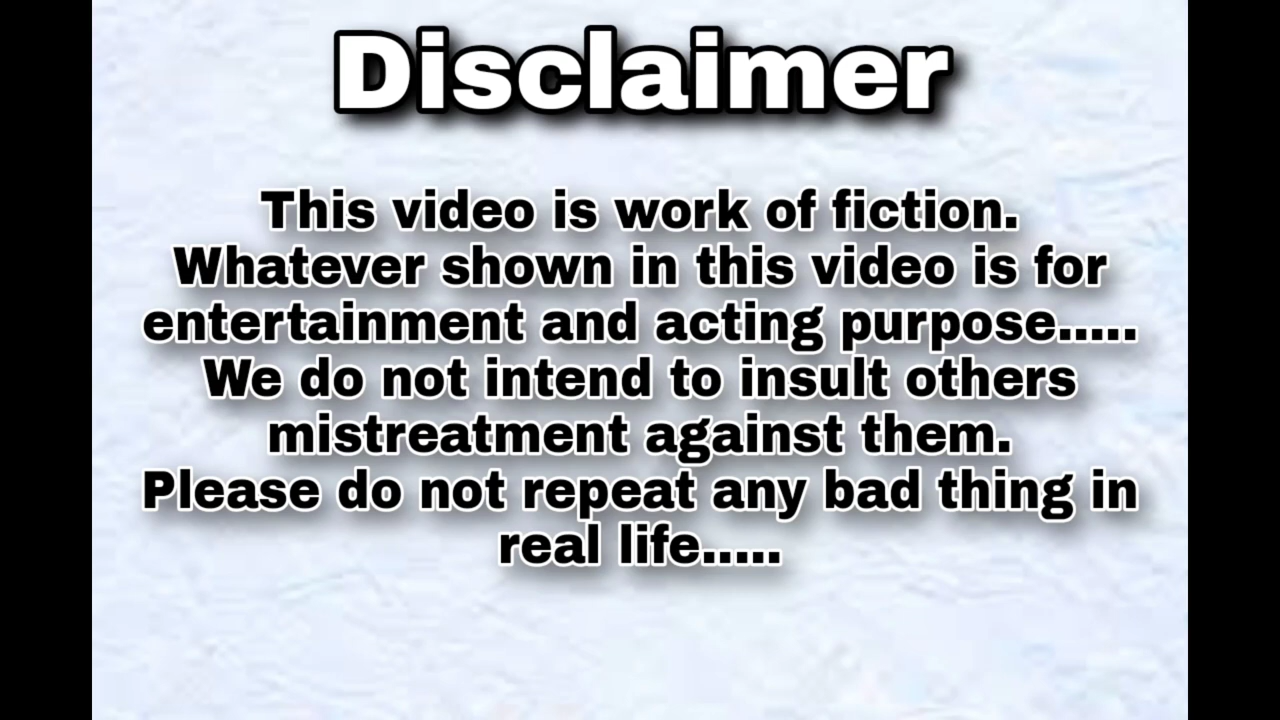 Disclaimer
This video is work of fiction.
Whatever shown in this video is for
entertainment and acting purpose.....
We do not intend to insult others
mistreatment against them.
Please do not repeat any bad thing in
real life.....